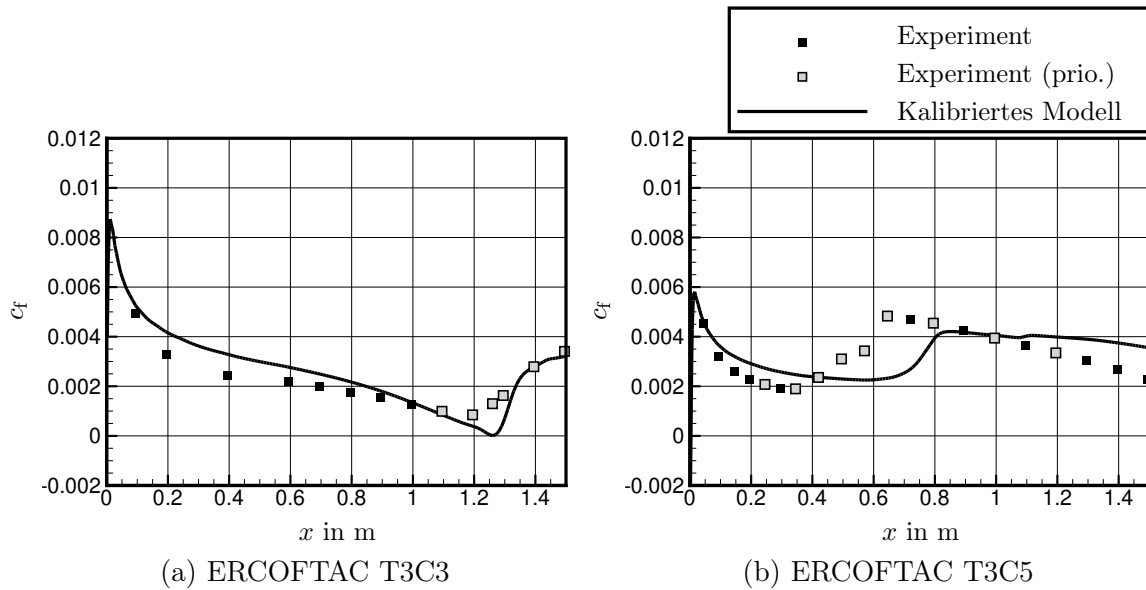 Experiment
Experiment (prio.)
Kalibriertes Modell
0.012
0.01
0.008
0.006
0.004
0.002
0
-0.002
cf
0 0.2 0.4 0.6 0.8 1 1.2 1.4
x in m
(a) ERCOFTAC T3C3
0.012
0.01
0.008
0.006
0.004
0.002
0
-0.002
cf
0 0.2 0.4 0.6 0.8 1 1.2 1.4
x in m
(b) ERCOFTAC T3C5